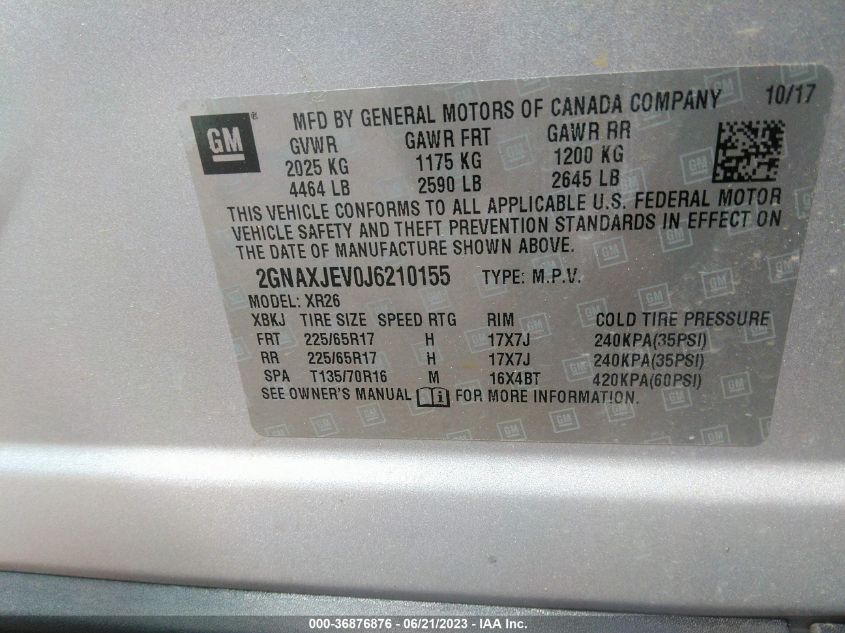 GM ® MFD BY GENERAL MOTORS OF CANADA COMPANY 10/17
GVWR GAWR FRT GAWR RR
2025 KG 1175 KG 1200 KG
4464 LB 2590 LB 2645 LB
THIS VEHICLE CONFORMS TO ALL APPLICABLE U.S. FEDERAL MOTOR
VEHICLE SAFETY AND THEFT PREVENTION STANDARDS IN EFFECT ON
THE DATE OF MANUFACTURE SHOWN ABOVE.
2GNAXJEV0J6210155 TYPE: M.P.V.
MODEL: XR26
XBKJ TIRE SIZE SPEED RTG RIM COLD TIRE PRESSURE
FRT 225/65R17 H 17X7J 240KPA(35PSI)
RR 225/65R17 H 17X7J 240KPA(35PSI)
SPA T135/70R16 M 16X4BT 420KPA(60PSI)
SEE OWNER'S MANUAL i FOR MORE INFORMATION.
000-36876876 - 06/21/2023 - IAA Inc.